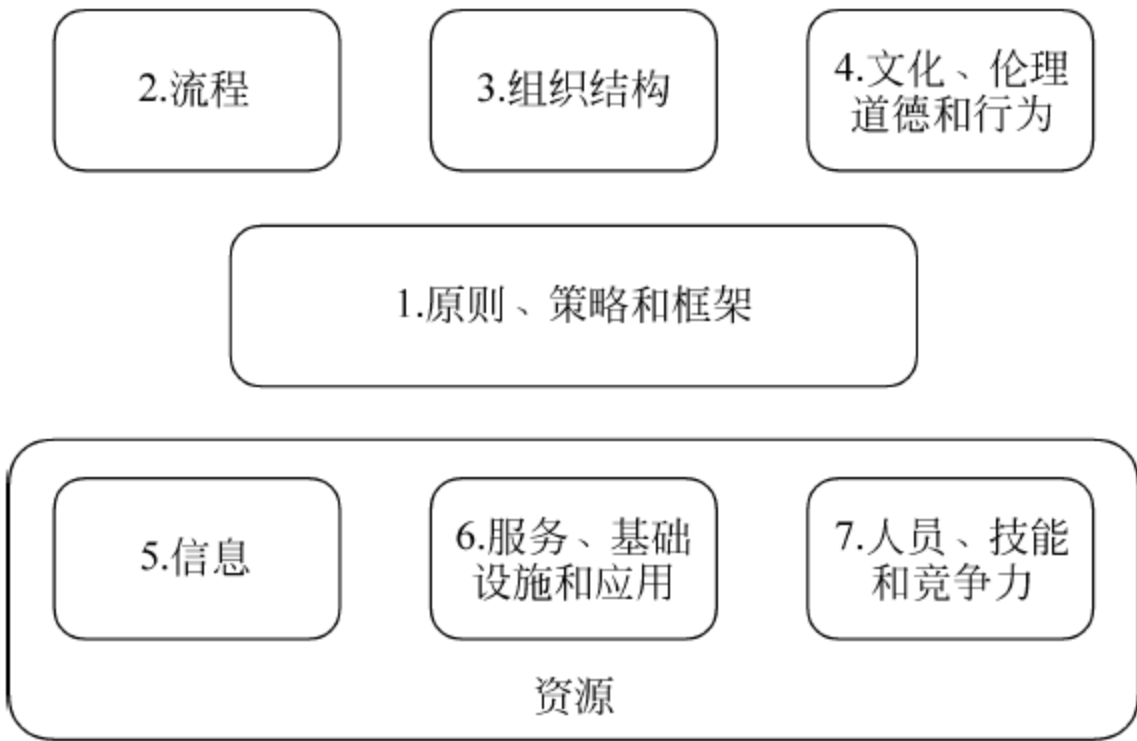 2.流程
3.组织结构
4.文化、伦理
道德和行为
1.原则、策略和框架
5.信息
6.服务、基础
设施和应用
7.人员、技能
和竞争力
资源